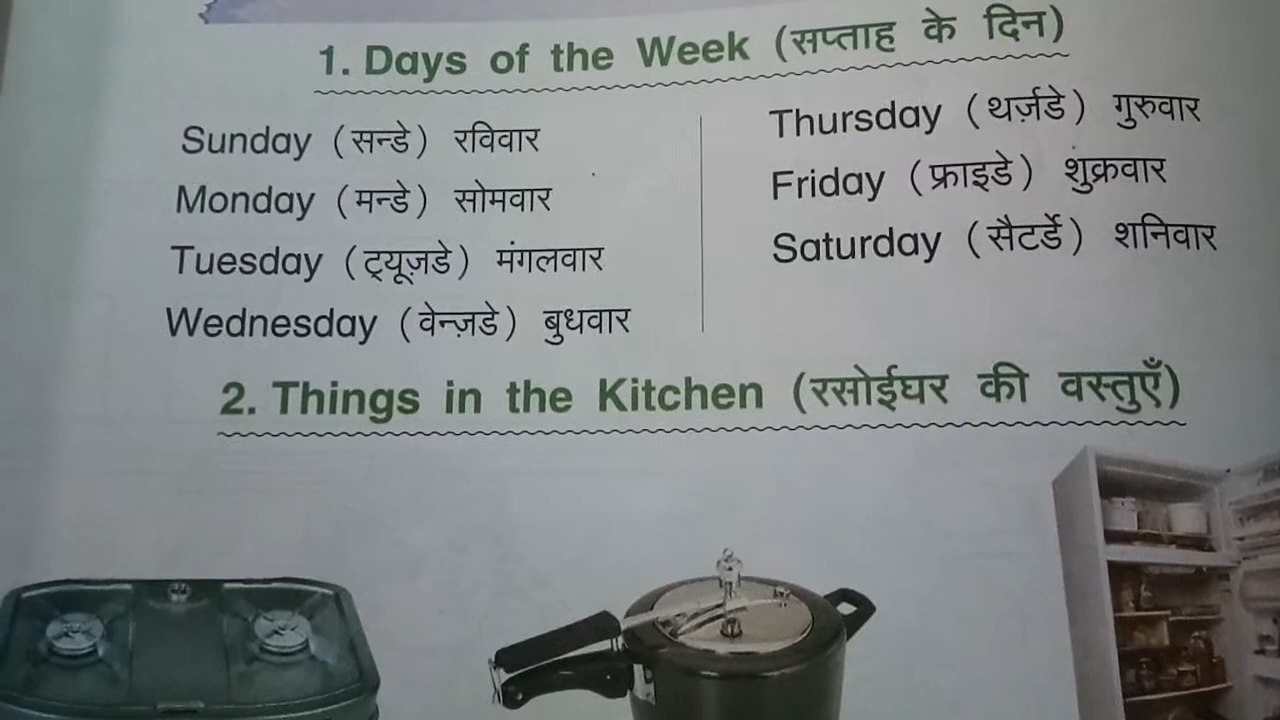 1. Days of the Week (सप्ताह के दिन)
Sunday (सन्डे) रविवार
Monday (मन्डे) सोमवार
Tuesday (ट्यूज़डे) मंगलवार
Wednesday (वेन्ज़डे) बुधवार
Thursday (थर्ज़डे) गुरुवार
Friday (फ्राइडे) शुक्रवार
Saturday (सैटर्डे) शनिवार
2. Things in the Kitchen (रसोईघर की वस्तुएँ)